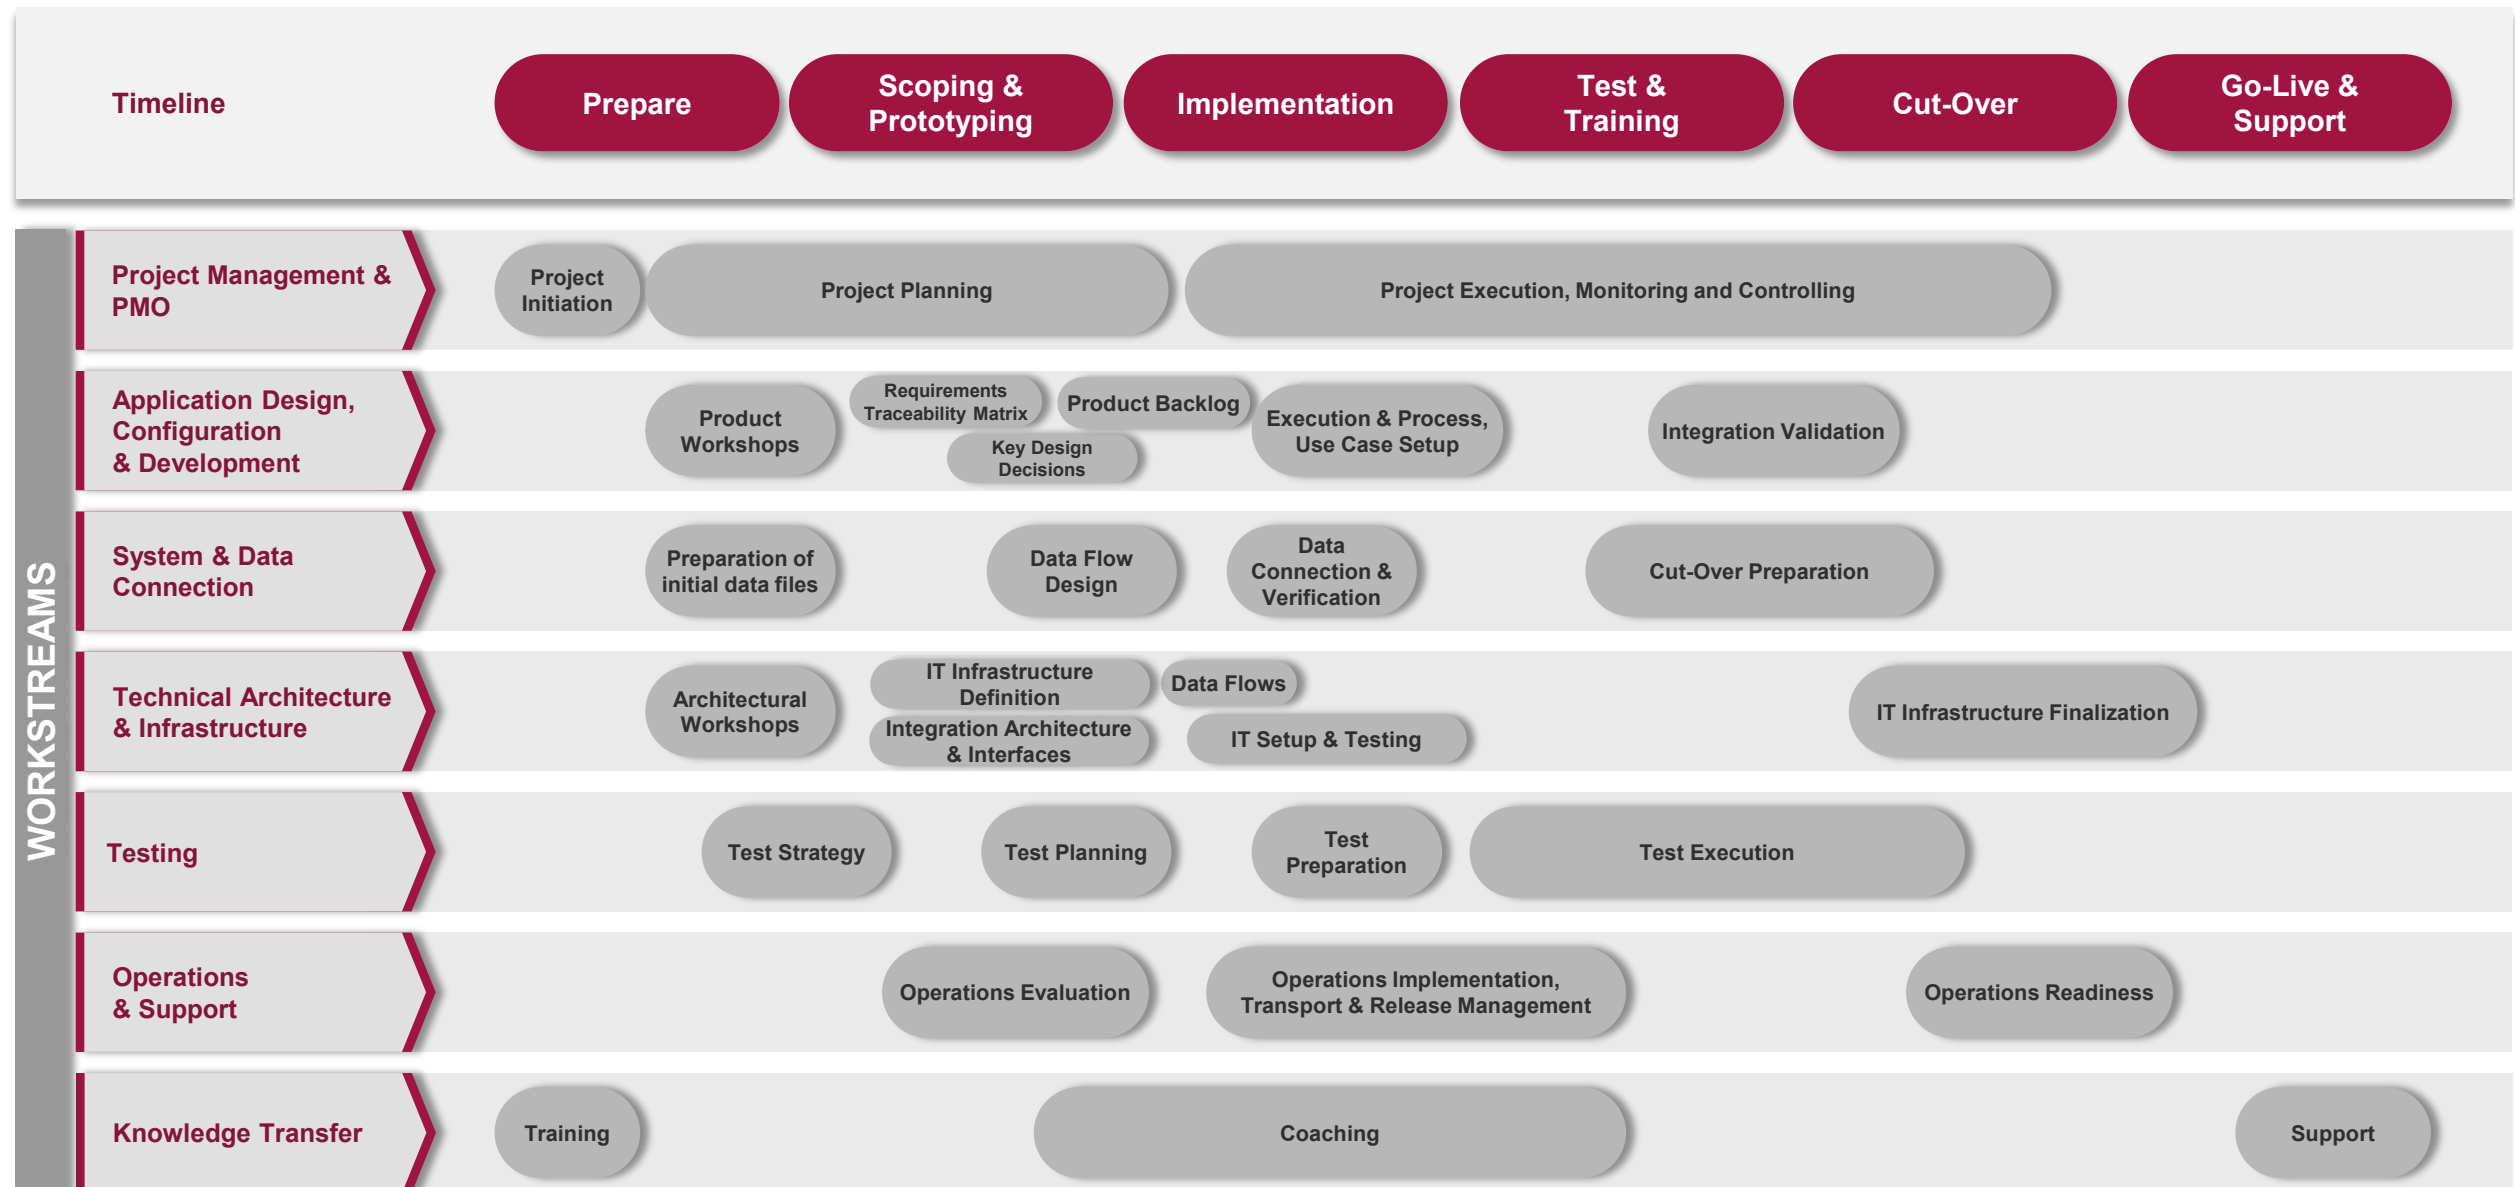 Timeline
Prepare
Scoping &
Prototyping
Implementation
Test &
Training
Cut-Over
Go-Live &
Support
WORKSTREAMS
Project Management &
PMO
Project
Initiation
Project Planning
Project Execution, Monitoring and Controlling
Application Design,
Configuration
& Development
Product
Workshops
Requirements
Traceability Matrix
Key Design
Decisions
Product Backlog
Execution & Process,
Use Case Setup
Integration Validation
System & Data
Connection
Preparation of
initial data files
Data Flow
Design
Data
Connection &
Verification
Cut-Over Preparation
Technical Architecture
& Infrastructure
Architectural
Workshops
IT Infrastructure
Definition
Integration Architecture
& Interfaces
Data Flows
IT Setup & Testing
IT Infrastructure Finalization
Testing
Test Strategy
Test Planning
Test
Preparation
Test Execution
Operations
& Support
Operations Evaluation
Operations Implementation,
Transport & Release Management
Operations Readiness
Knowledge Transfer
Training
Coaching
Support